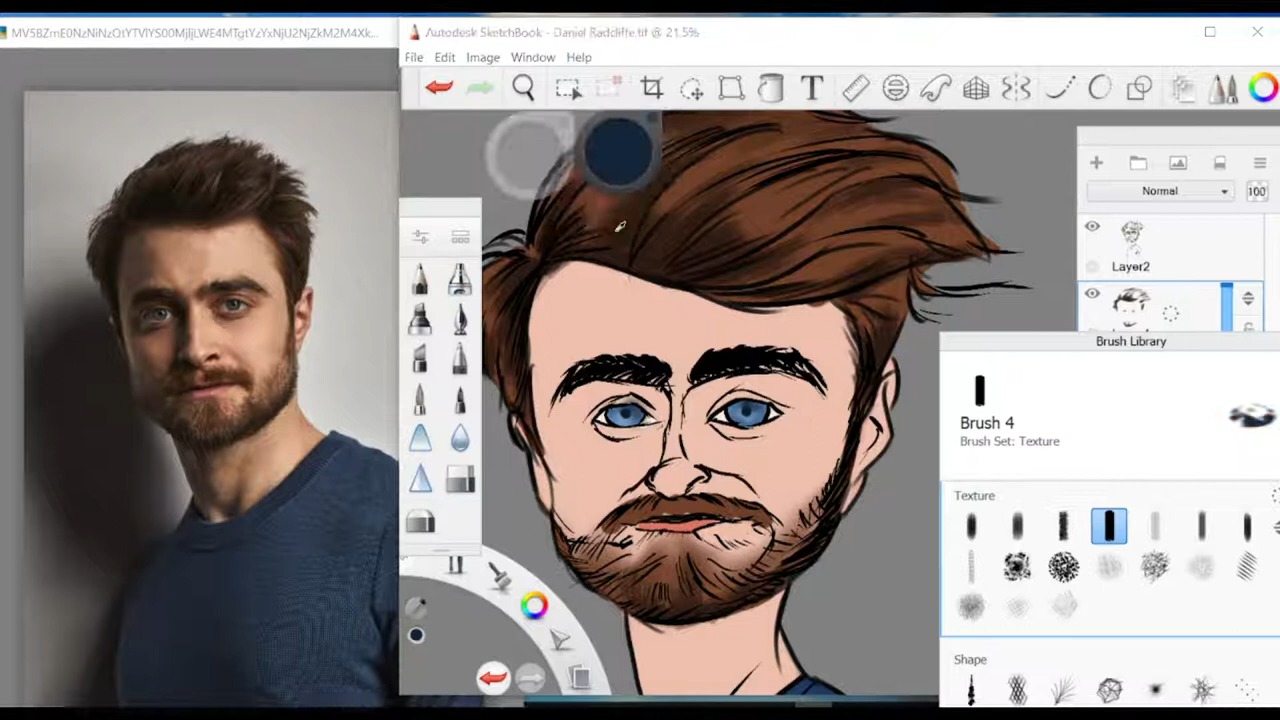 Autodesk SketchBook - Daniel Radcliffe.tif @ 21.5%
File Edit Image Window Help
T
Normal
100
Layer2
Brush Library
Brush 4
Brush Set: Texture
Texture
Shape